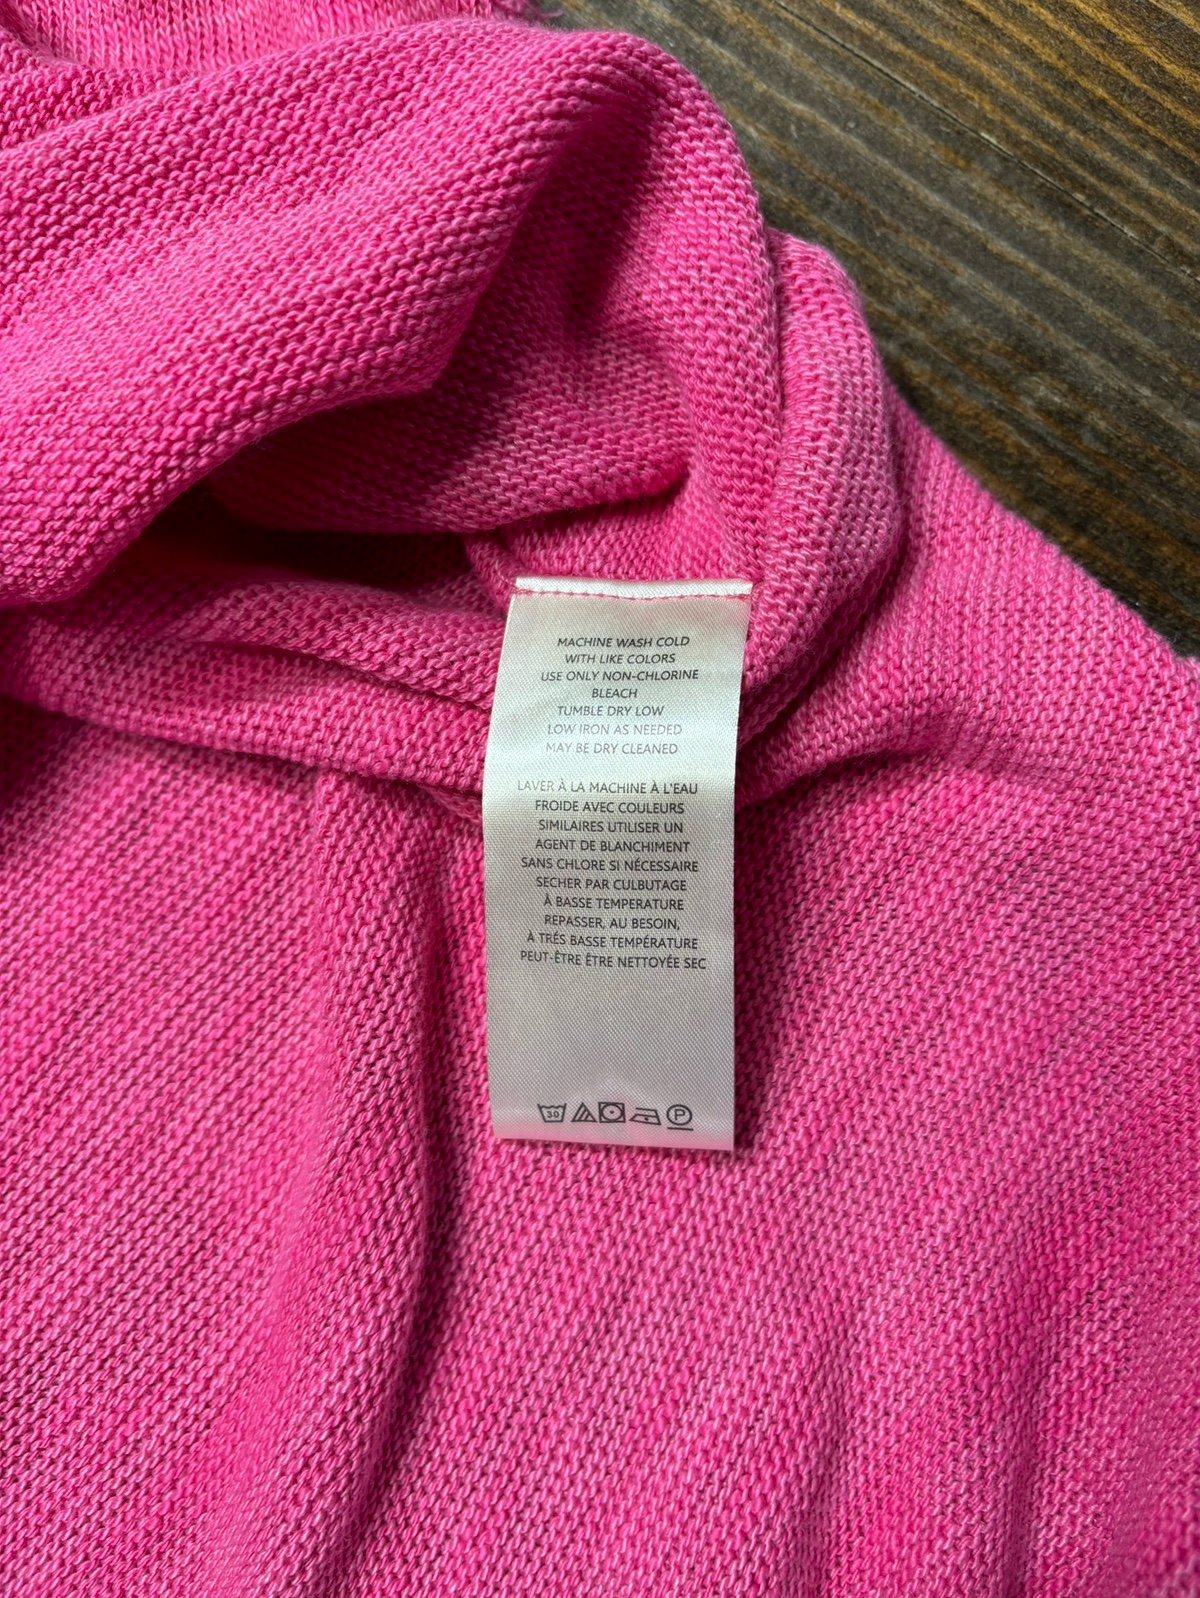 MACHINE WASH COLD
WITH LIKE COLORS
USE ONLY NON-CHLORINE
BLEACH
TUMBLE DRY LOW
LOW IRON AS NEEDED
MAY BE DRY CLEANED
LAVER À LA MACHINE À L'EAU
FROIDE AVEC COULEURS
SIMILAIRES UTILISER UN
AGENT DE BLANCHIMENT
SANS CHLORE SI NÉCESSAIRE
SECHER PAR CULBUTAGE
À BASSE TEMPERATURE
REPASSER, AU BESOIN,
À TRÉS BASSE TEMPÉRATURE
PEUT-ÊTRE ÊTRE NETTOYÉE SEC
30 P